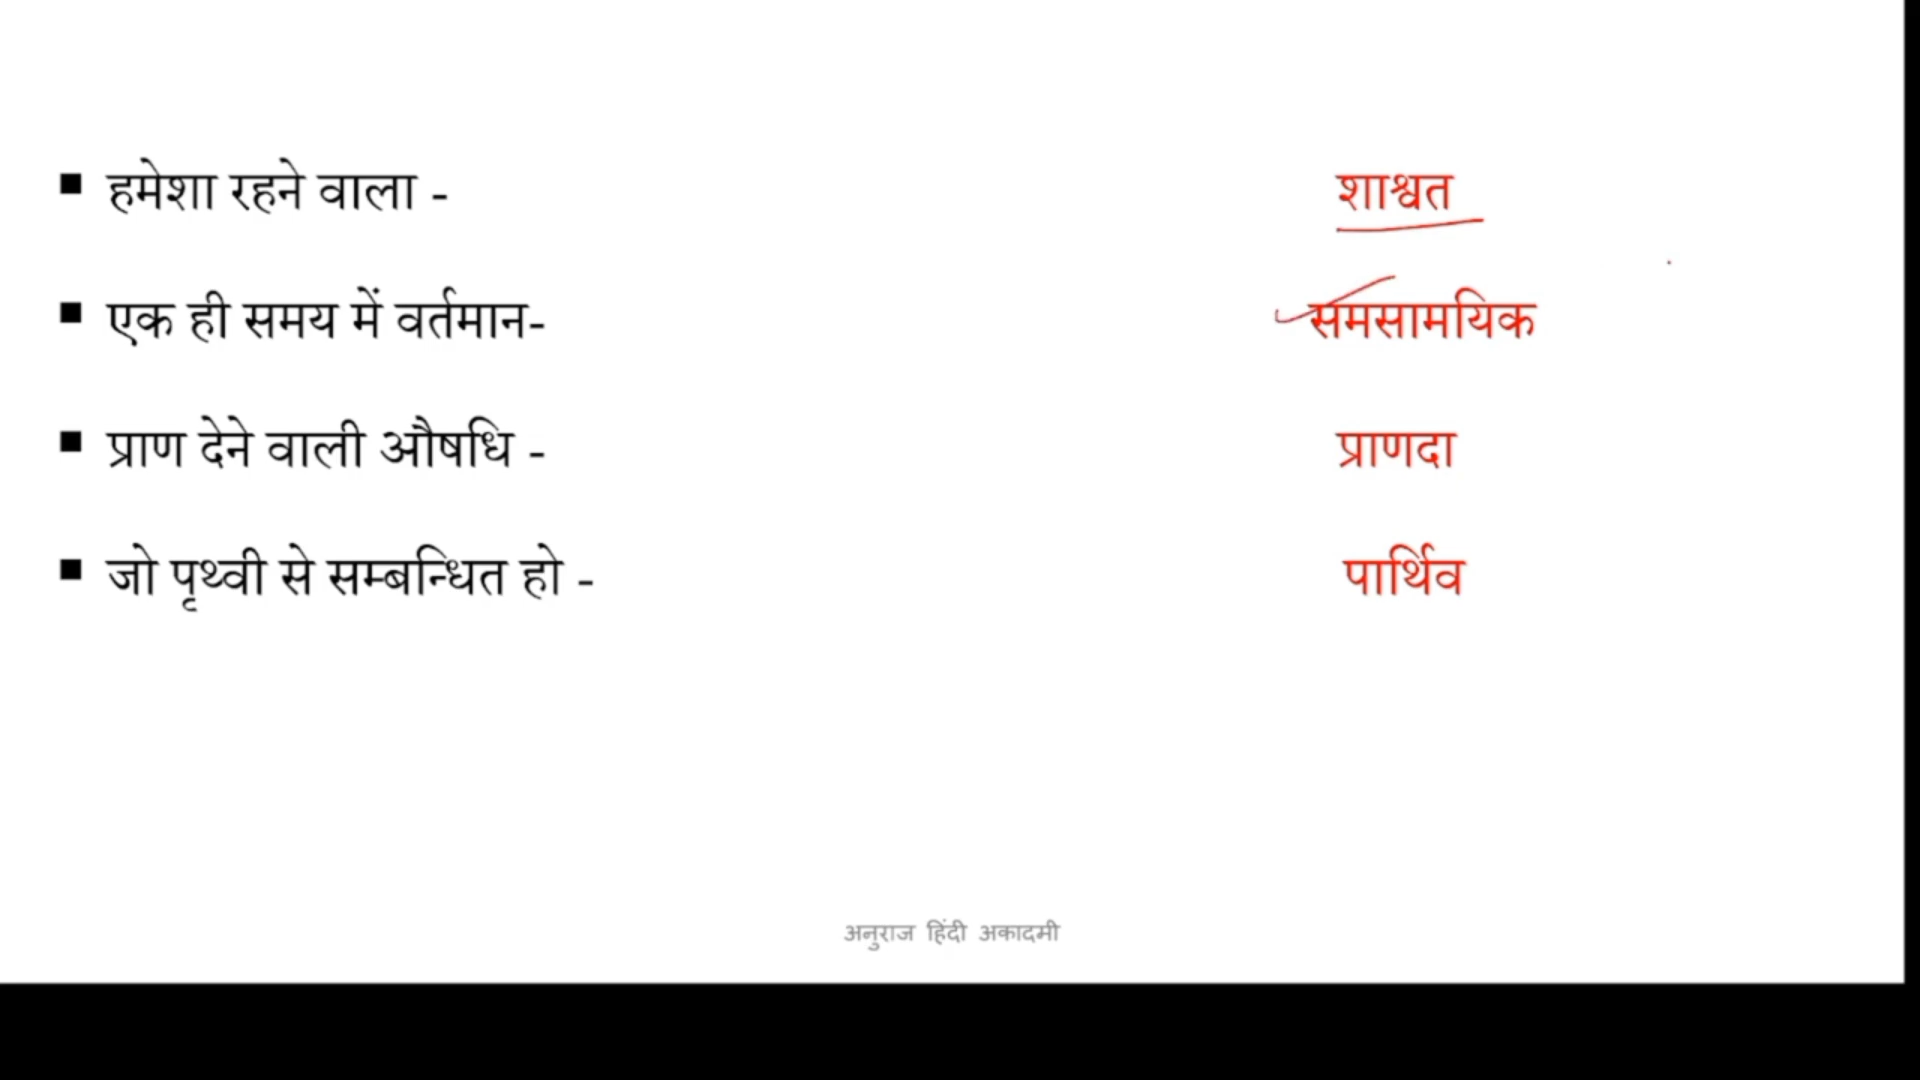 ▪ हमेशा रहने वाला - शाश्वत
▪ एक ही समय में वर्तमान- समसामयिक
▪ प्राण देने वाली औषधि - प्राणदा
▪ जो पृथ्वी से सम्बन्धित हो - पार्थिव
अनुराज हिंदी अकादमी